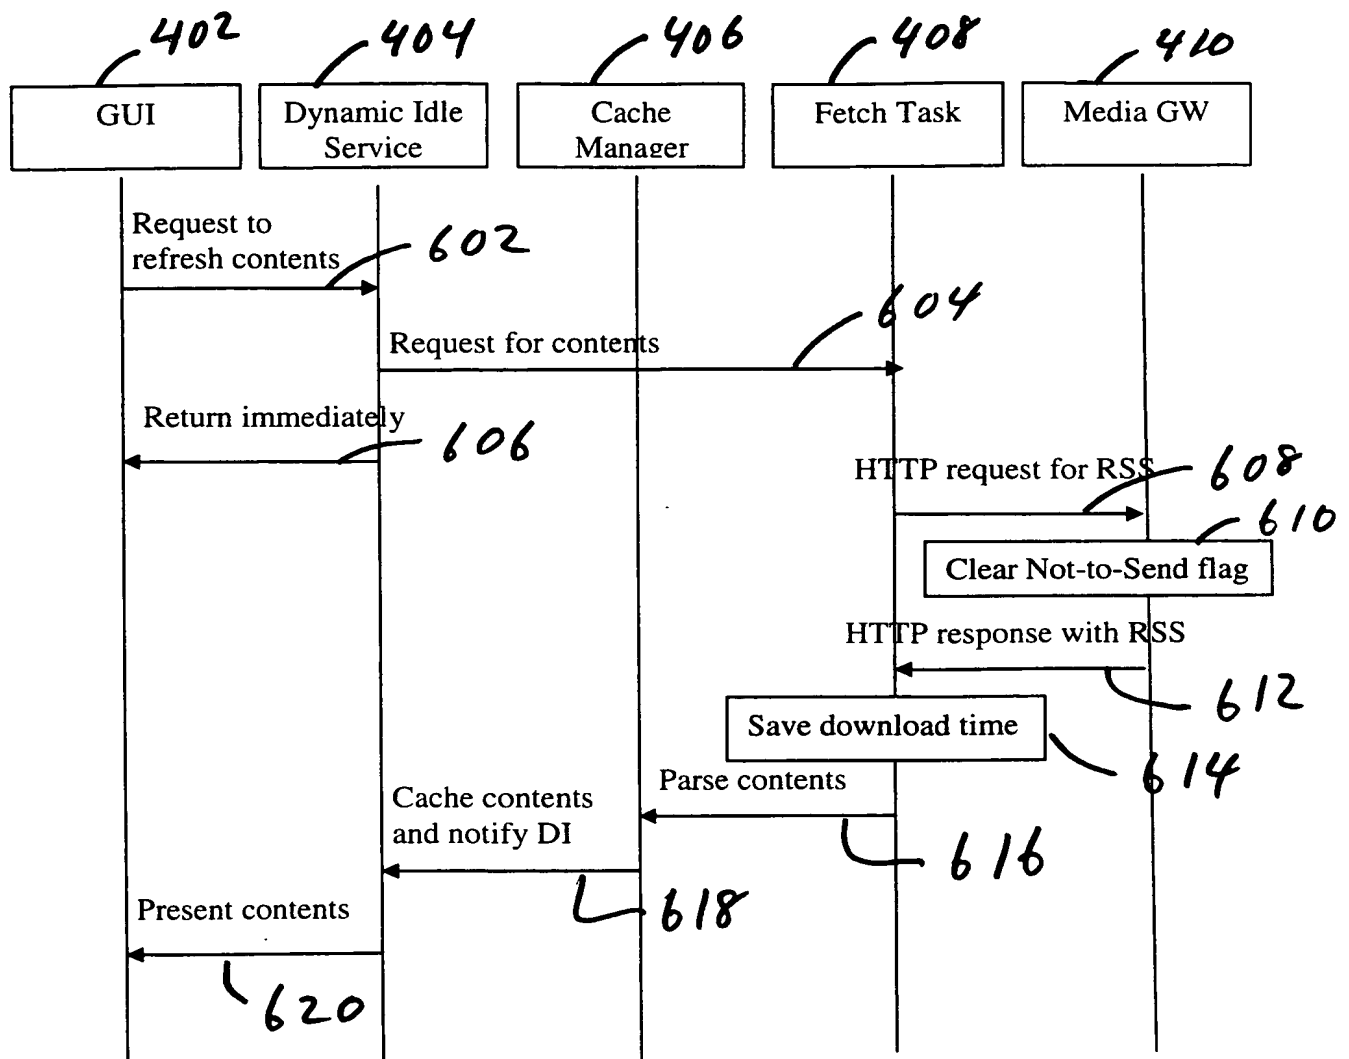 402
404
406
408
410
GUI
Dynamic Idle
Service
Cache
Manager
Fetch Task
Media GW
Request to
refresh contents
602
604
Request for contents
Return immediately
606
HTTP request for RSS
608
610
Clear Not-to-Send flag
HTTP response with RSS
612
Save download time
614
Parse contents
Cache contents
and notify DI
616
618
Present contents
620